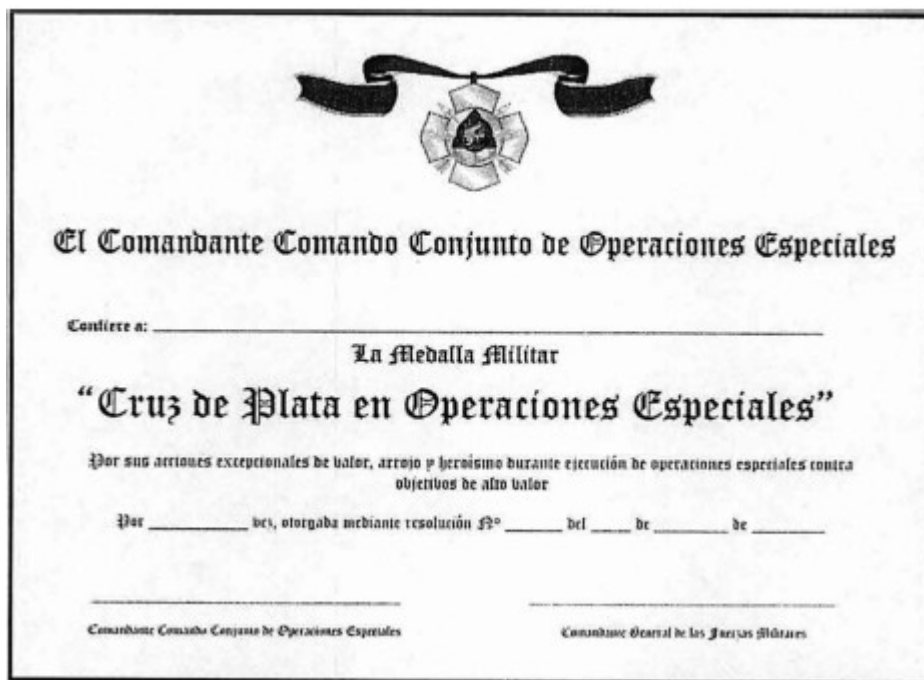 El Comandante Comando Conjunto de Operaciones Especiales
Confiere a:
La Medalla Militar
“Cruz de Plata en Operaciones Especiales”
Por sus acciones excepcionales de valor, arrojo y heroísmo durante ejecución de operaciones especiales contra
objetivos de alto valor
Por ____________ vez, otorgada mediante resolución Nº ______ del ____ de ________ de ________
Comandante Comando Conjunto de Operaciones Especiales
Comandante General de las Fuerzas Militares